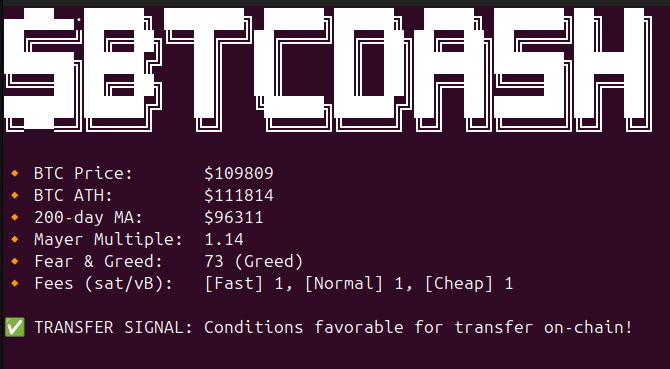 $BTCDASH
🔸 BTC Price: $109809
🔸 BTC ATH: $111814
🔸 200-day MA: $96311
🔸 Mayer Multiple: 1.14
🔸 Fear & Greed: 73 (Greed)
🔸 Fees (sat/vB): [Fast] 1, [Normal] 1, [Cheap] 1
✅ TRANSFER SIGNAL: Conditions favorable for transfer on-chain!